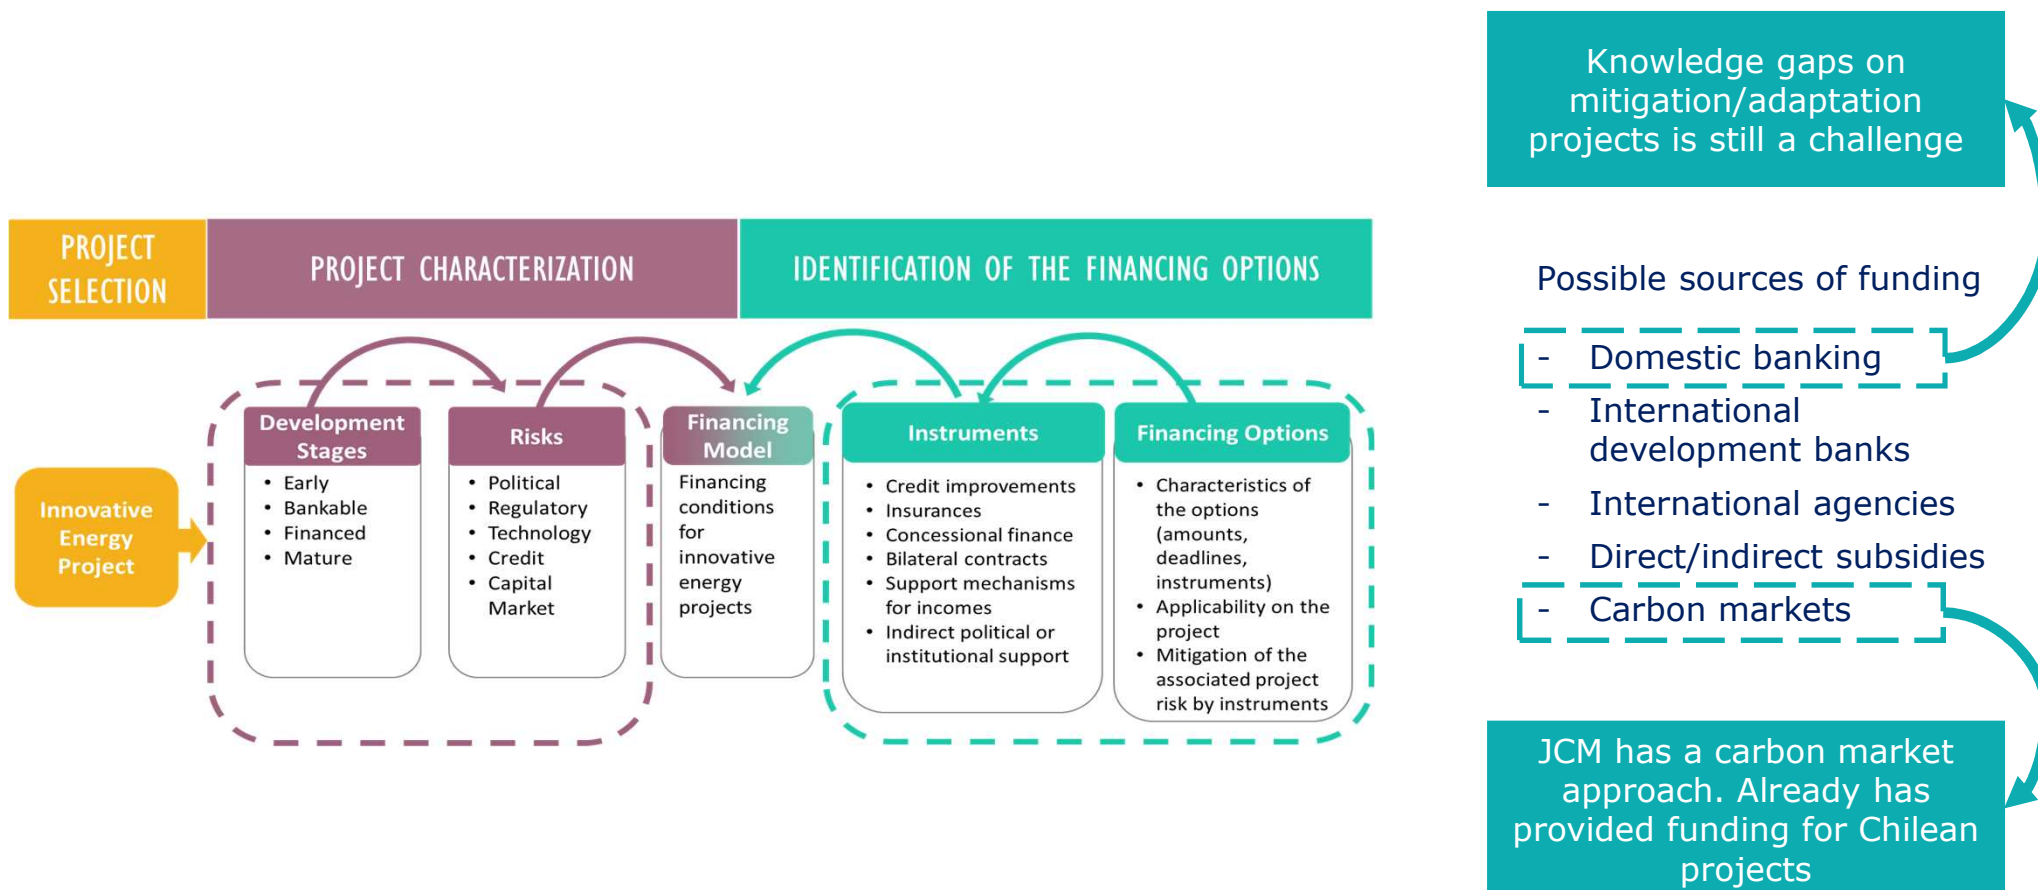 PROJECT
SELECTION
PROJECT CHARACTERIZATION
IDENTIFICATION OF THE FINANCING OPTIONS
Innovative
Energy
Project
Development
Stages
• Early
• Bankable
• Financed
• Mature
Risks
• Political
• Regulatory
• Technology
• Credit
• Capital
Market
Financing
Model
Financing
conditions
for
innovative
energy
projects
Instruments
• Credit improvements
• Insurances
• Concessional finance
• Bilateral contracts
• Support mechanisms
for incomes
• Indirect political or
institutional support
Financing Options
• Characteristics of
the options
(amounts,
deadlines,
instruments)
• Applicability on the
project
• Mitigation of the
associated project
risk by instruments
Knowledge gaps on
mitigation/adaptation
projects is still a challenge
Possible sources of funding
- Domestic banking
- International
development banks
- International agencies
- Direct/indirect subsidies
- Carbon markets
JCM has a carbon market
approach. Already has
provided funding for Chilean
projects